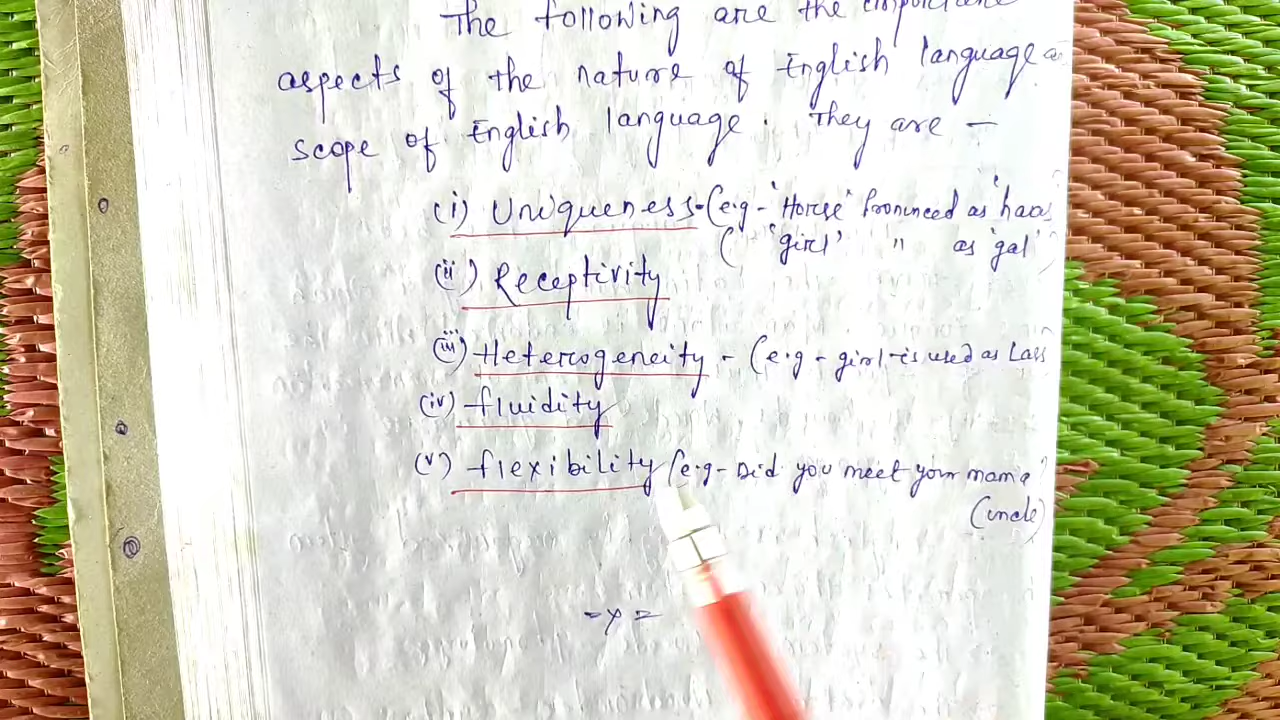 The following are the important
aspects of the nature of English language
scope of English language. They are —
(i) Uniqueness - (e.g - 'Horse' Pronunced as 'haas
( 'girl' " as 'gal'
(ii) Receptivity
(iii) Heterogeneity - (e.g - girl - is used as Lass
(iv) fluidity
(v) flexibility (e.g - Did you meet your mama?
(uncle)
= x =